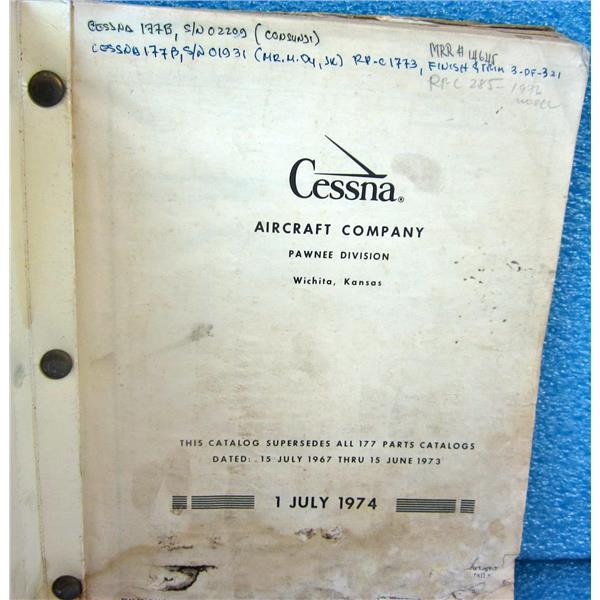 CESSNA 177B, S/N 02209 (CONSUNJI)
CESSNA 177B, S/N 01931 (MR. H. DY, JR) RP-C1773, FINISH & TRIM 3-DF-321
MRR # 4645
RP-C 285- 1972
MODEL
Cessna®
AIRCRAFT COMPANY
PAWNEE DIVISION
Wichita, Kansas
THIS CATALOG SUPERSEDES ALL 177 PARTS CATALOGS
DATED: 15 JULY 1967 THRU 15 JUNE 1973
1 JULY 1974